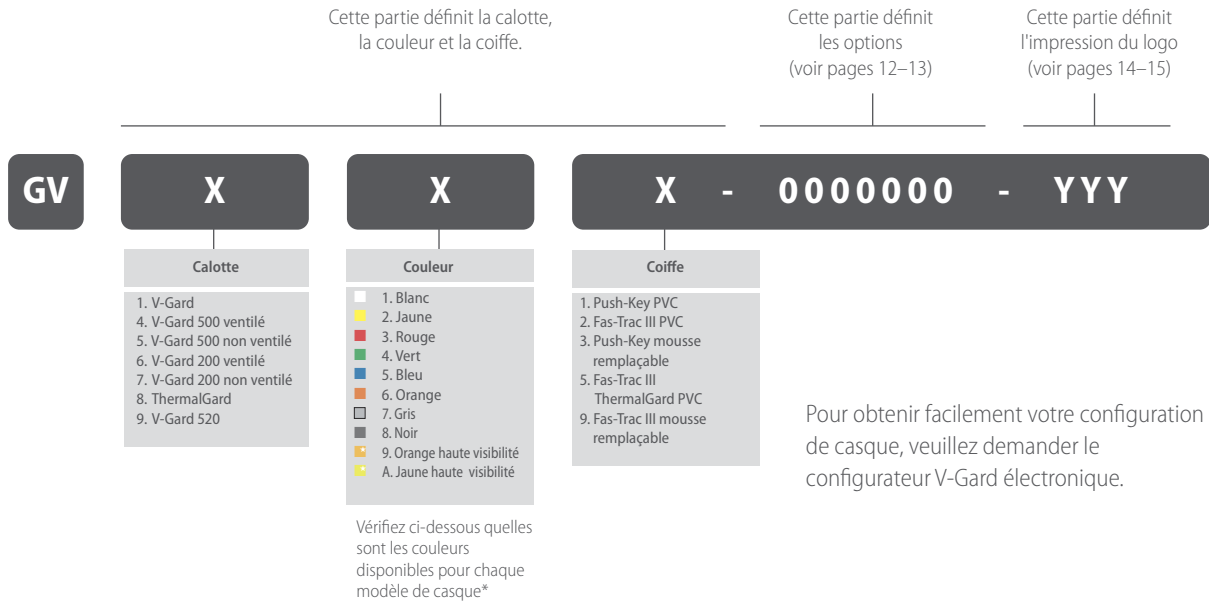 Cette partie définit la calotte,
la couleur et la coiffe.
Cette partie définit
les options
(voir pages 12–13)
Cette partie définit
l'impression du logo
(voir pages 14–15)
GV X X X - 0000000 - YYY
Calotte
1. V-Gard
4. V-Gard 500 ventilé
5. V-Gard 500 non ventilé
6. V-Gard 200 ventilé
7. V-Gard 200 non ventilé
8. ThermalGard
9. V-Gard 520
Couleur
1. Blanc
2. Jaune
3. Rouge
4. Vert
5. Bleu
6. Orange
7. Gris
8. Noir
9. Orange haute visibilité
A. Jaune haute visibilité
Vérifiez ci-dessous quelles
sont les couleurs
disponibles pour chaque
modèle de casque*
Coiffe
1. Push-Key PVC
2. Fas-Trac III PVC
3. Push-Key mousse
remplaçable
5. Fas-Trac III
ThermalGard PVC
9. Fas-Trac III mousse
remplaçable
Pour obtenir facilement votre configuration
de casque, veuillez demander le
configurateur V-Gard électronique.